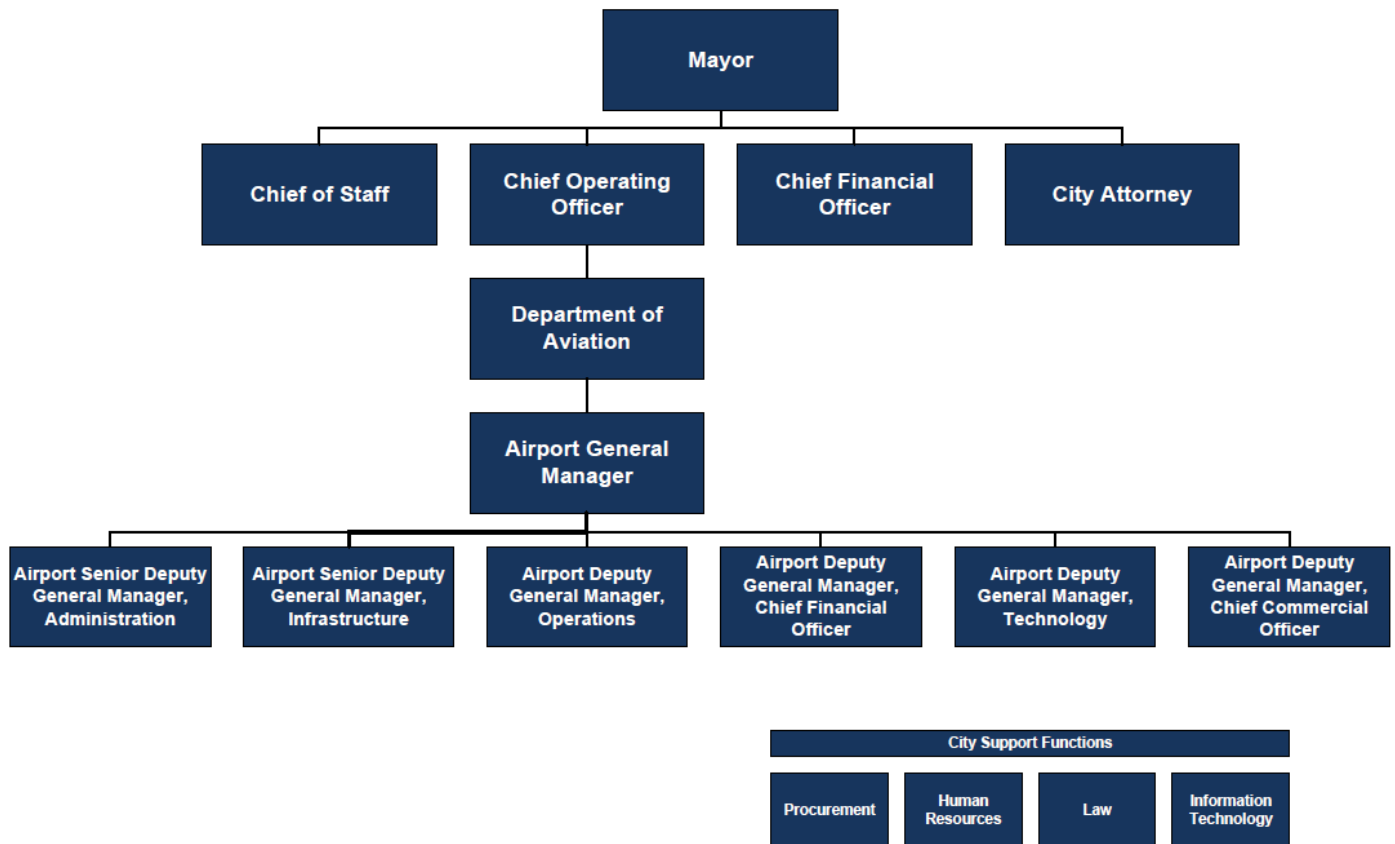 Mayor
Chief of Staff
Chief Operating
Officer
Chief Financial
Officer
City Attorney
Department of
Aviation
Airport General
Manager
Airport Senior Deputy
General Manager,
Administration
Airport Senior Deputy
General Manager,
Infrastructure
Airport Deputy
General Manager,
Operations
Airport Deputy
General Manager,
Chief Financial
Officer
Airport Deputy
General Manager,
Technology
Airport Deputy
General Manager,
Chief Commercial
Officer
City Support Functions
Procurement
Human
Resources
Law
Information
Technology